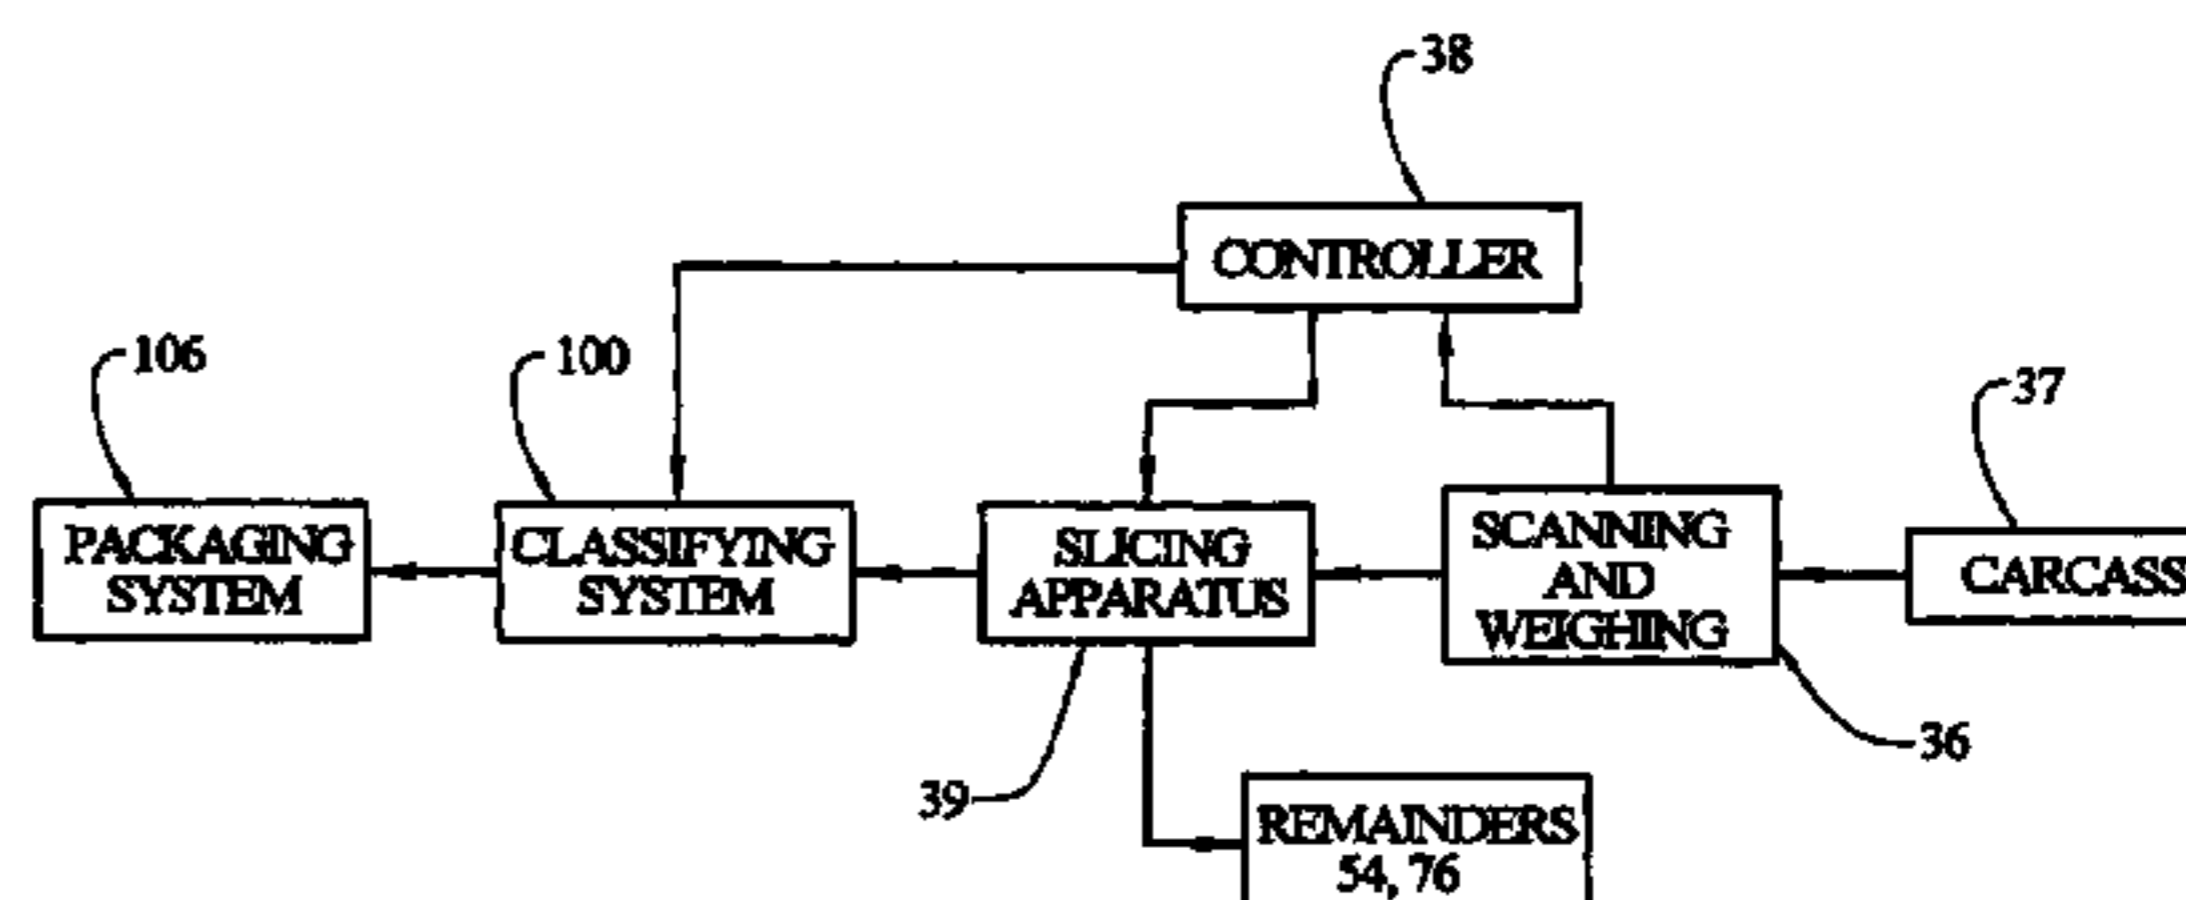 38
CONTROLLER
106
100
37
PACKAGING
SYSTEM
CLASSIFYING
SYSTEM
SLICING
APPARATUS
SCANNING
AND
WEIGHING
CARCASS
36
39
REMAINDERS
54, 76